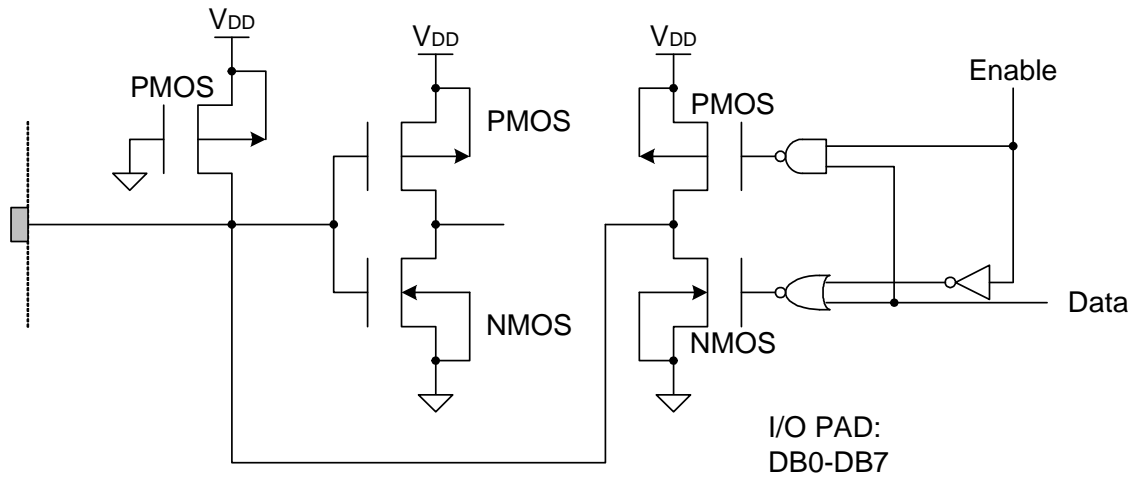 VDD
VDD
VDD
Enable
PMOS
PMOS
PMOS
NMOS
NMOS
Data
I/O PAD:
DB0-DB7